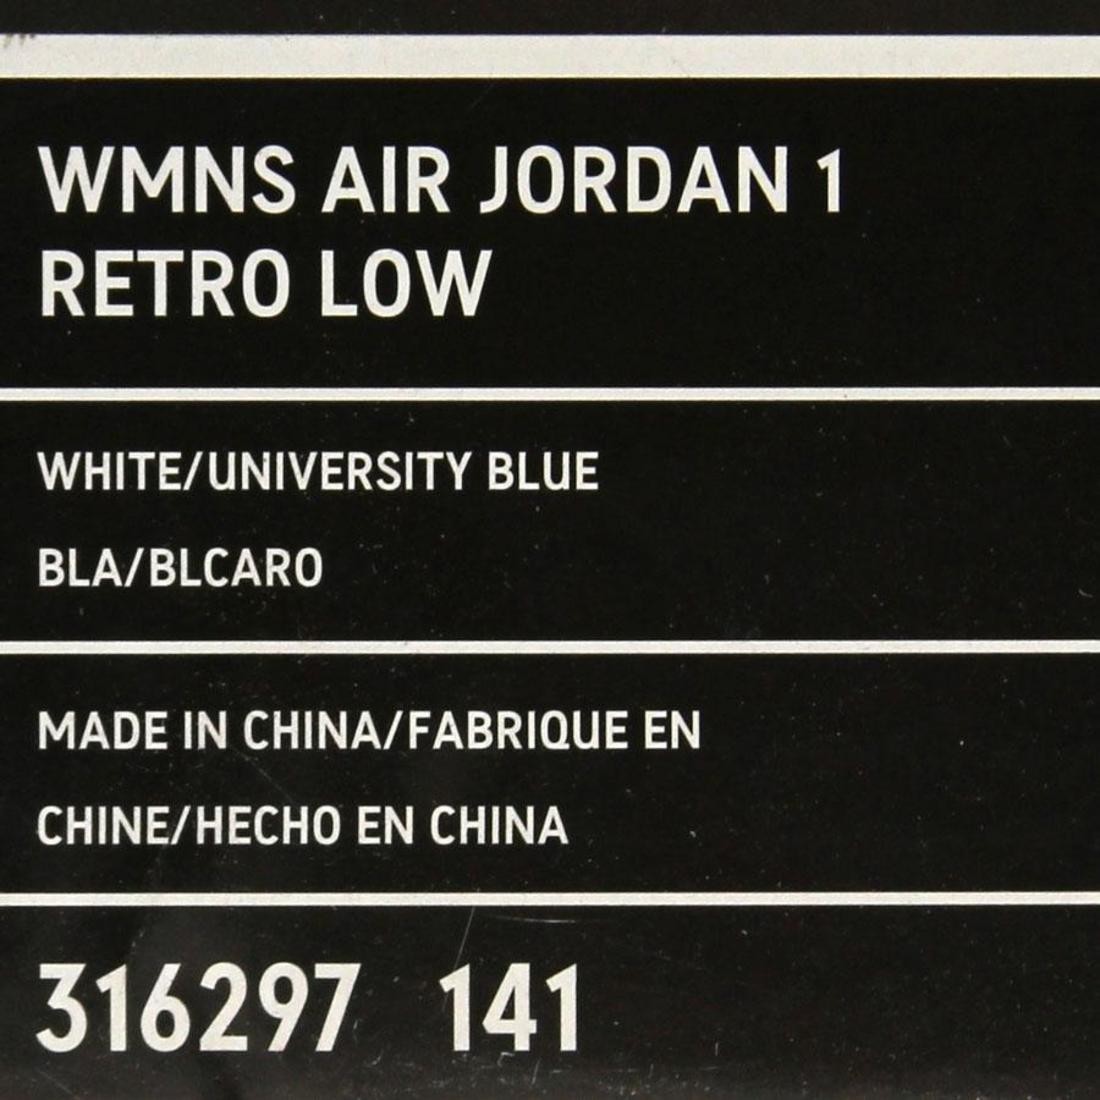 WMNS AIR JORDAN 1
RETRO LOW
WHITE/UNIVERSITY BLUE
BLA/BLCARO
MADE IN CHINA/FABRIQUE EN
CHINE/HECHO EN CHINA
316297 141